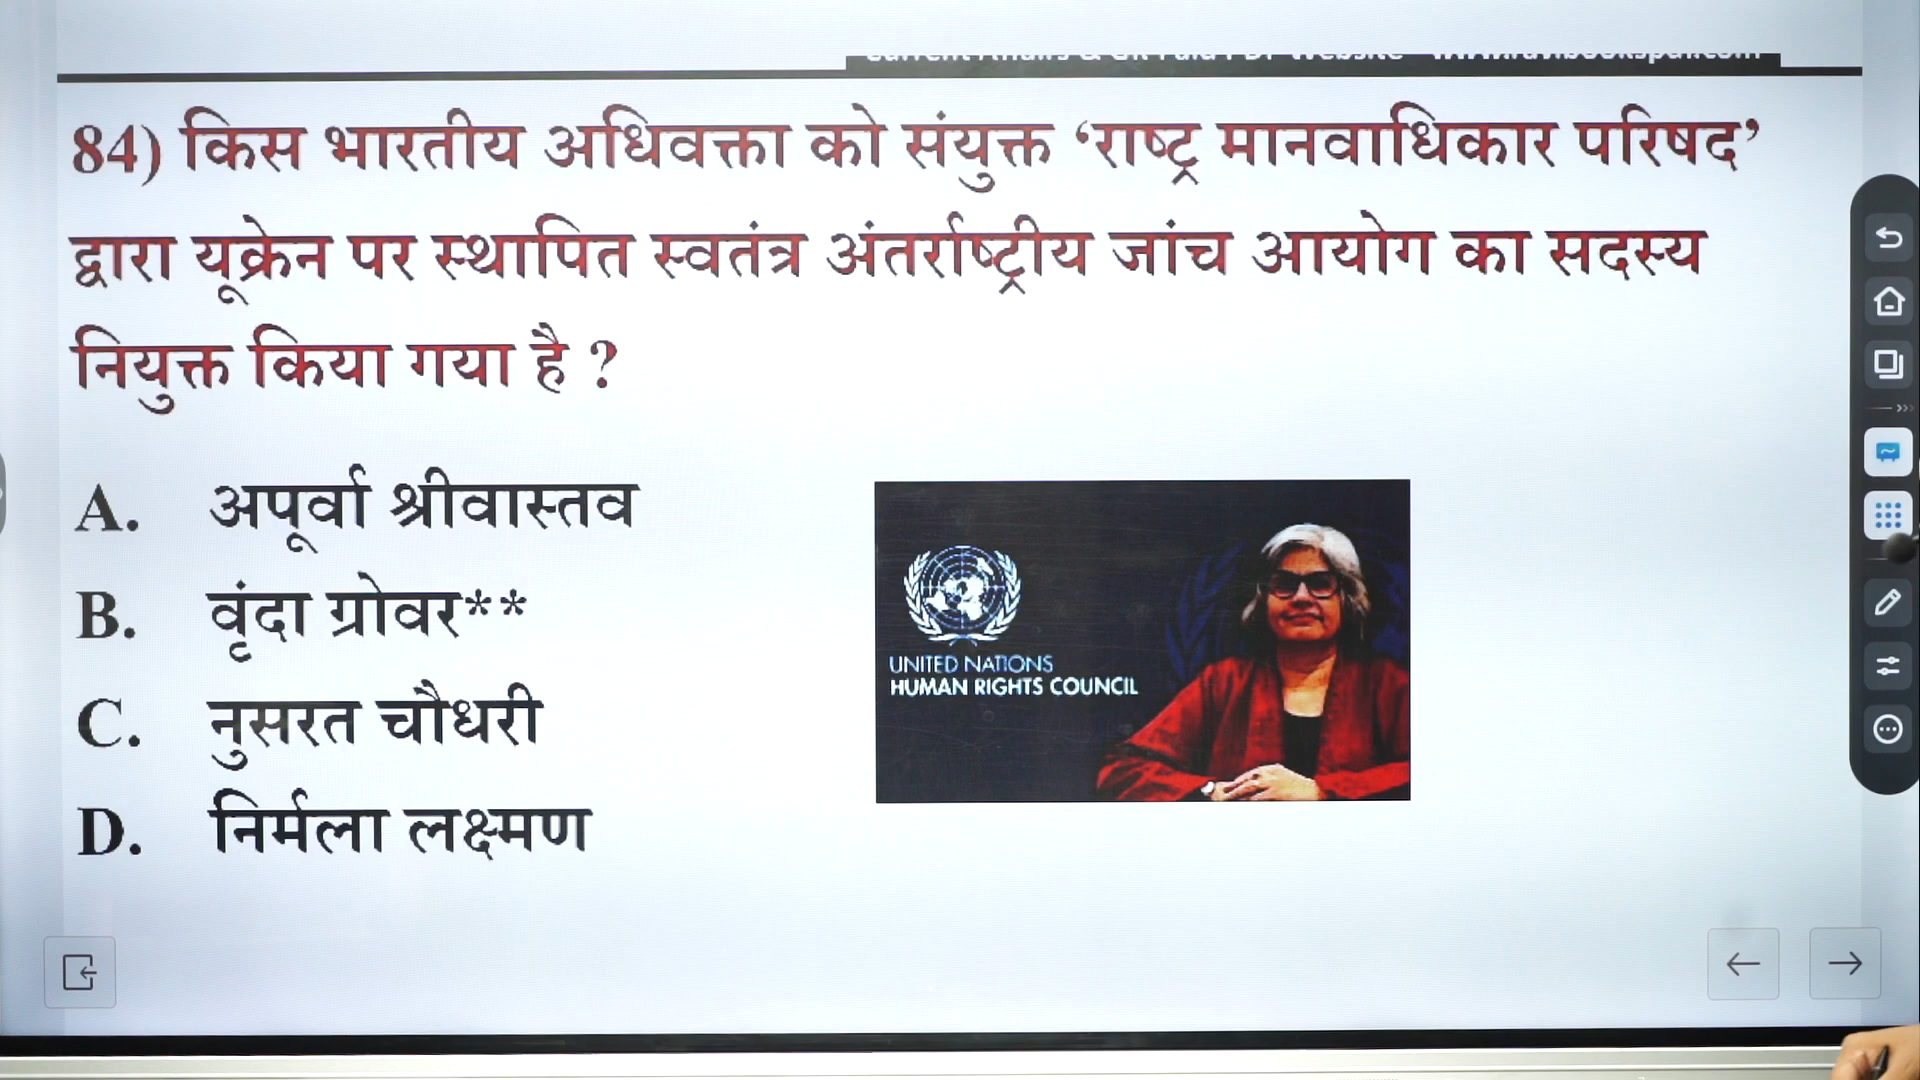 84) किस भारतीय अधिवक्ता को संयुक्त ‘राष्ट्र मानवाधिकार परिषद’
द्वारा यूक्रेन पर स्थापित स्वतंत्र अंतर्राष्ट्रीय जांच आयोग का सदस्य
नियुक्त किया गया है ?
A. अपूर्वा श्रीवास्तव
B. वृंदा ग्रोवर**
C. नुसरत चौधरी
D. निर्मला लक्ष्मण
UNITED NATIONS
HUMAN RIGHTS COUNCIL